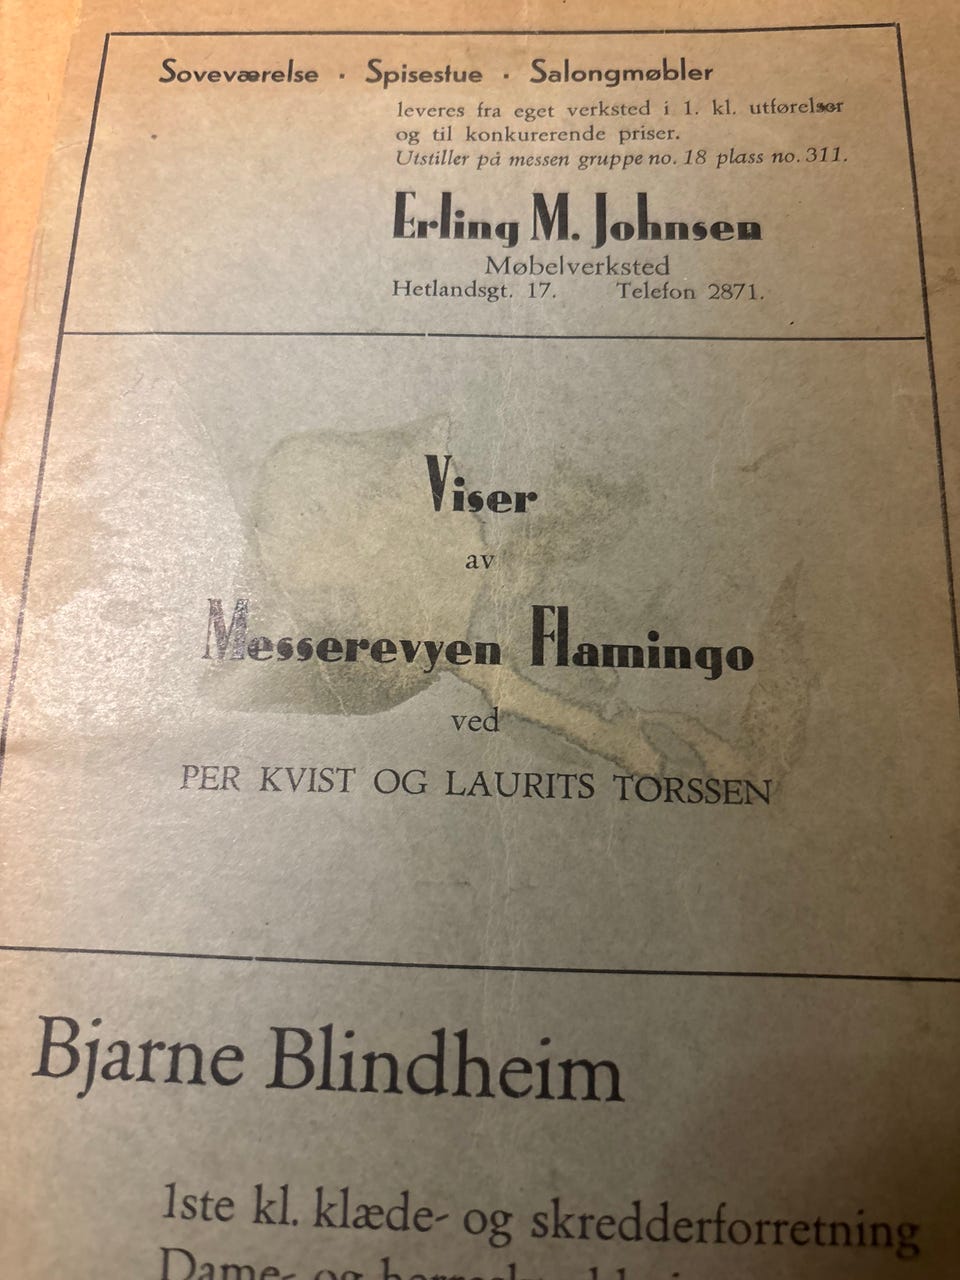 Soveværelse · Spisestue · Salongmøbler
leveres fra eget verksted i 1. kl. utførelser
og til konkurerende priser.
Utstiller på messen gruppe no. 18 plass no. 311.
Erling M. Johnsen
Møbelverksted
Hetlandsgt. 17. Telefon 2871.
Viser
av
Messerevyen Flamingo
ved
PER KVIST OG LAURITS TORSSEN
Bjarne Blindheim
1ste kl. klæde- og skredderforretning
Dame- og